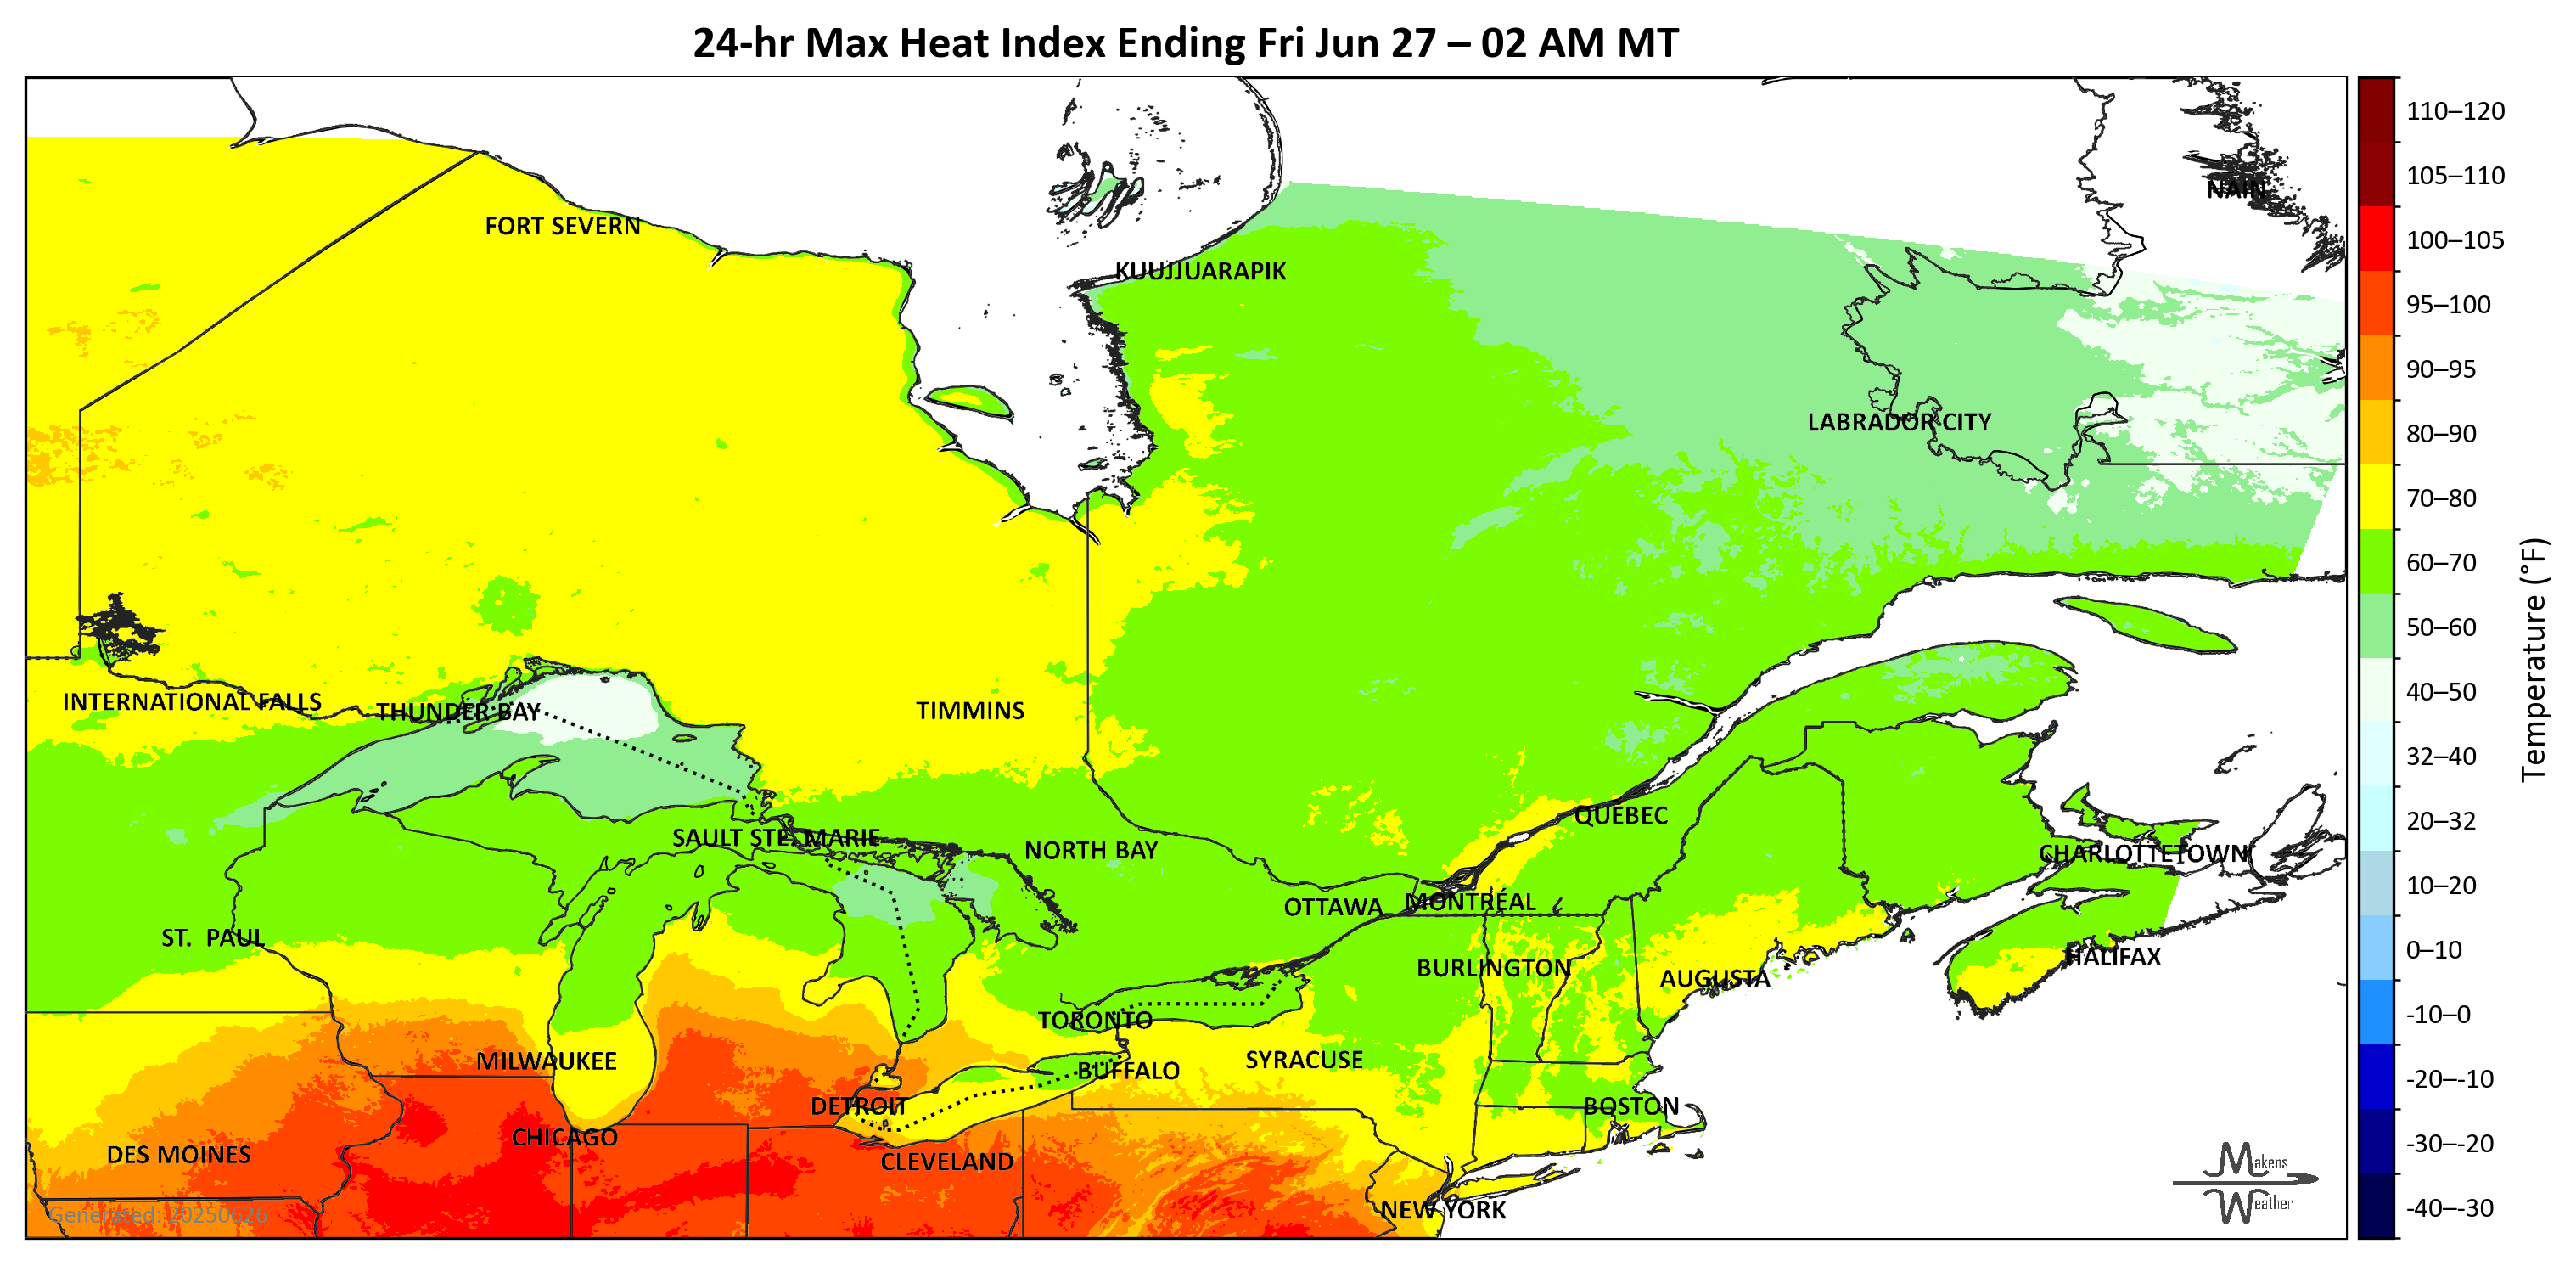 24-hr Max Heat Index Ending Fri Jun 27 – 02 AM MT
NAIN
FORT SEVERN
KUUJJUARAPIK
LABRADOR CITY
INTERNATIONAL FALLS
THUNDER BAY
TIMMINS
SAULT STE. MARIE
NORTH BAY
QUEBEC
CHARLOTTETOWN
OTTAWA
MONTREAL
ST. PAUL
BURLINGTON
AUGUSTA
HALIFAX
TORONTO
MILWAUKEE
SYRACUSE
BUFFALO
DETROIT
BOSTON
CHICAGO
DES MOINES
CLEVELAND
NEW YORK
Generated: 20250626
Makens
Weather
110–120
105–110
100–105
95–100
90–95
80–90
70–80
60–70
50–60
40–50
32–40
20–32
10–20
0–10
-10–0
-20–-10
-30–-20
-40–-30
Temperature (°F)